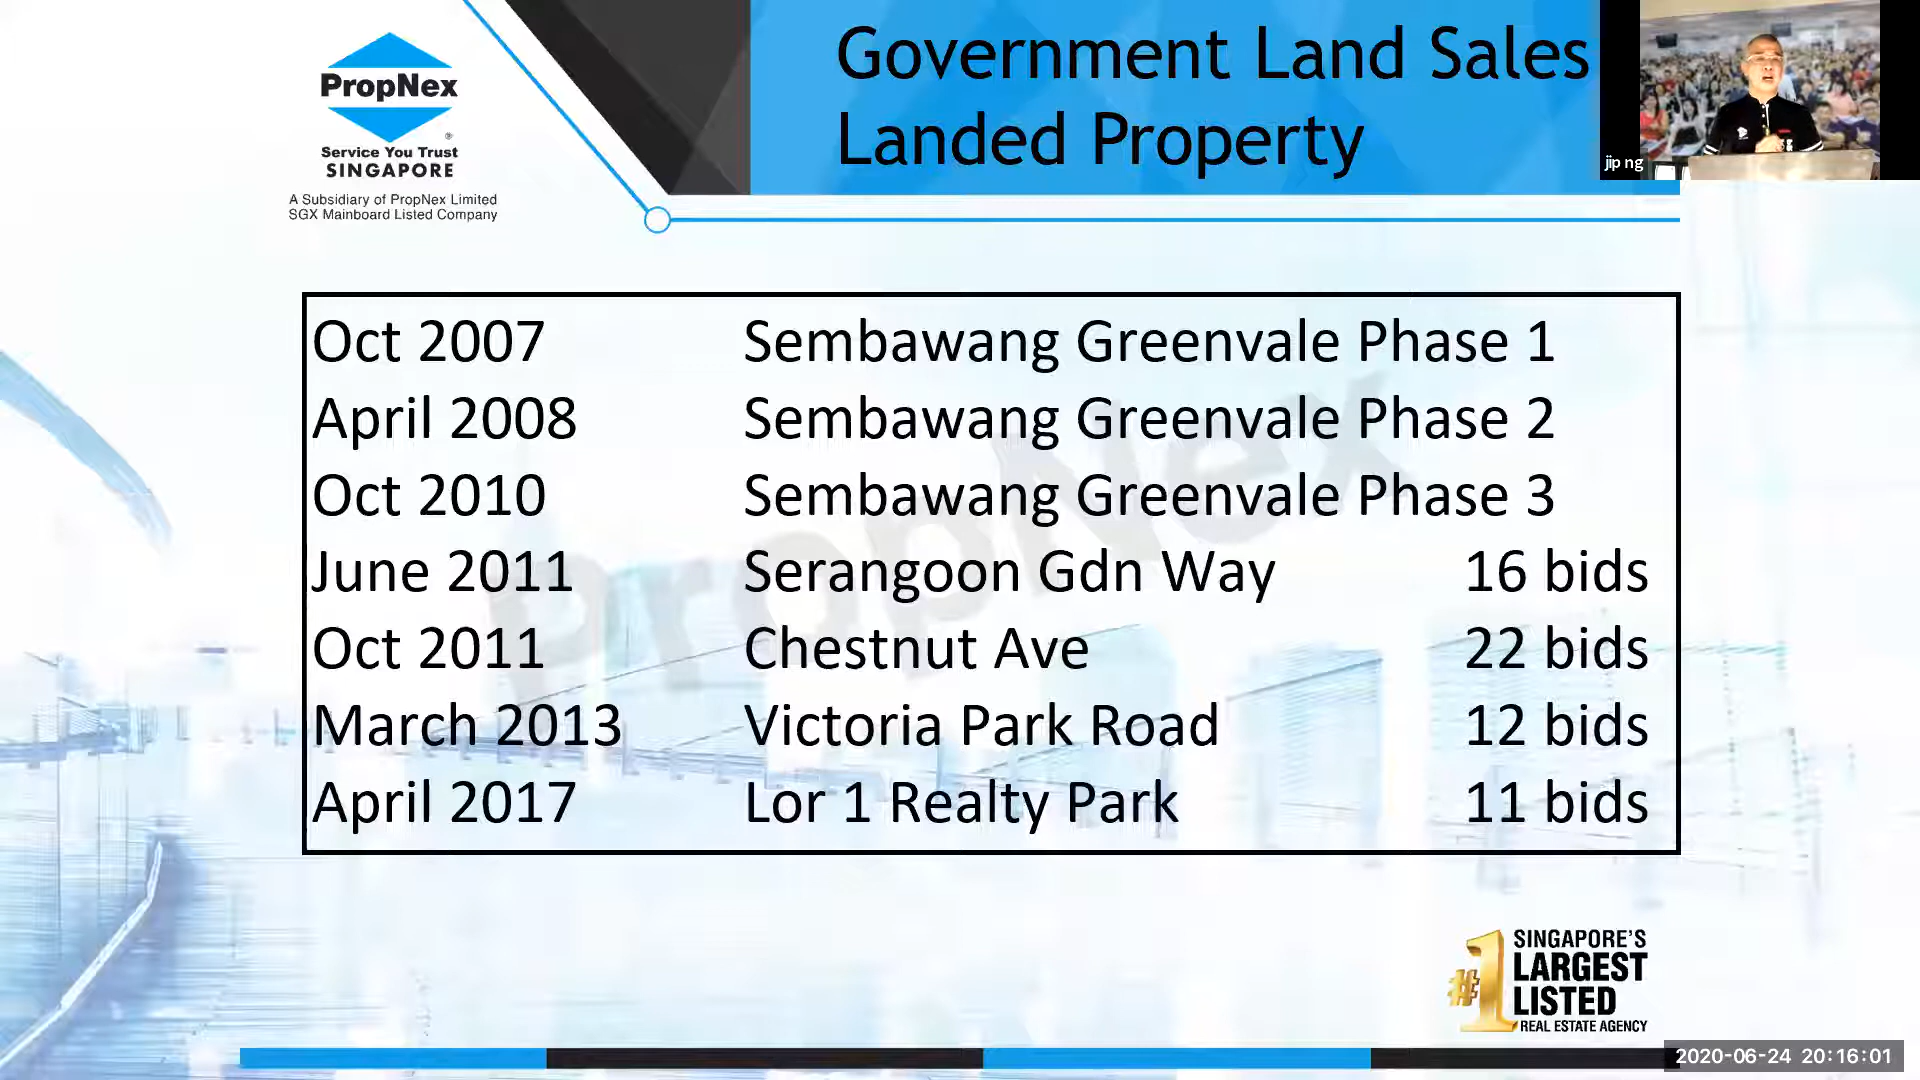 PropNex
®
Service You Trust
SINGAPORE
A Subsidiary of PropNex Limited
SGX Mainboard Listed Company
Government Land Sales
Landed Property
jip ng
Oct 2007 Sembawang Greenvale Phase 1
April 2008 Sembawang Greenvale Phase 2
Oct 2010 Sembawang Greenvale Phase 3
June 2011 Serangoon Gdn Way 16 bids
Oct 2011 Chestnut Ave 22 bids
March 2013 Victoria Park Road 12 bids
April 2017 Lor 1 Realty Park 11 bids
PropNex
#1 SINGAPORE'S
LARGEST
LISTED
REAL ESTATE AGENCY
2020-06-24 20:16:01